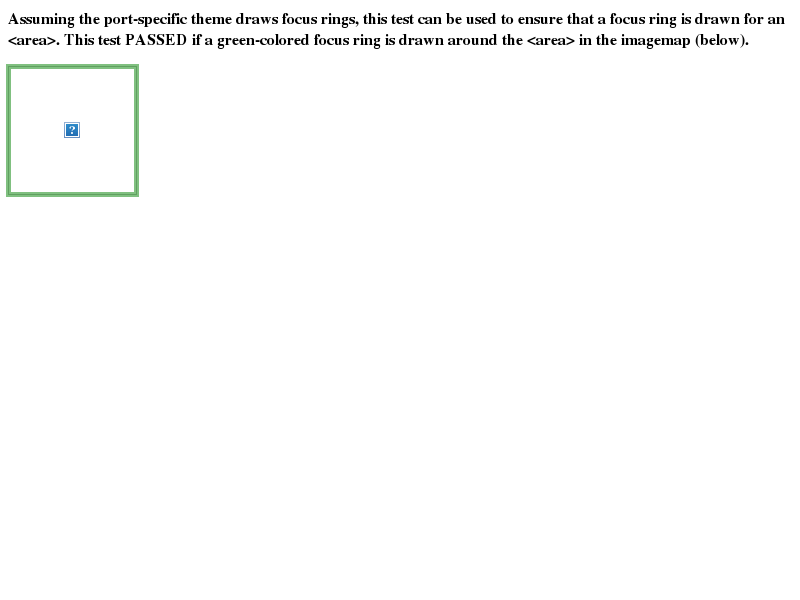 Assuming the port-specific theme draws focus rings, this test can be used to ensure that a focus ring is drawn for an
<area>. This test PASSED if a green-colored focus ring is drawn around the <area> in the imagemap (below).
?